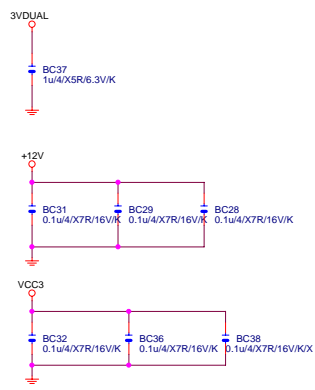 3VDUAL
BC37
1u/4/X5R/6.3V/K
+12V
BC31 BC29 BC28
0.1u/4/X7R/16V/K 0.1u/4/X7R/16V/K 0.1u/4/X7R/16V/K
VCC3
BC32 BC36 BC38
0.1u/4/X7R/16V/K 0.1u/4/X7R/16V/K 0.1u/4/X7R/16V/K/X